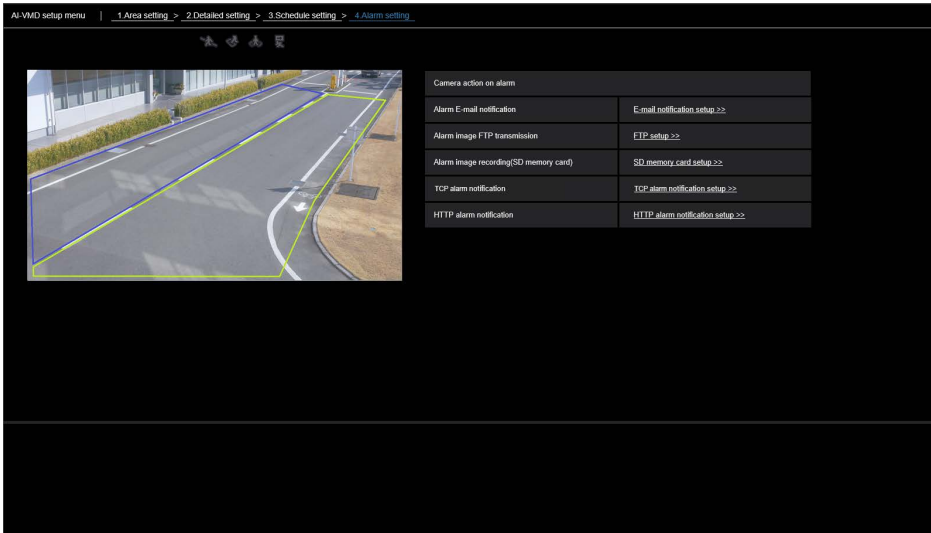 AI-VMD setup menu | 1.Area setting > 2.Detailed setting > 3.Schedule setting > 4.Alarm setting
Camera action on alarm
Alarm E-mail notification E-mail notification setup >>
Alarm image FTP transmission FTP setup >>
Alarm image recording(SD memory card) SD memory card setup >>
TCP alarm notification TCP alarm notification setup >>
HTTP alarm notification HTTP alarm notification setup >>